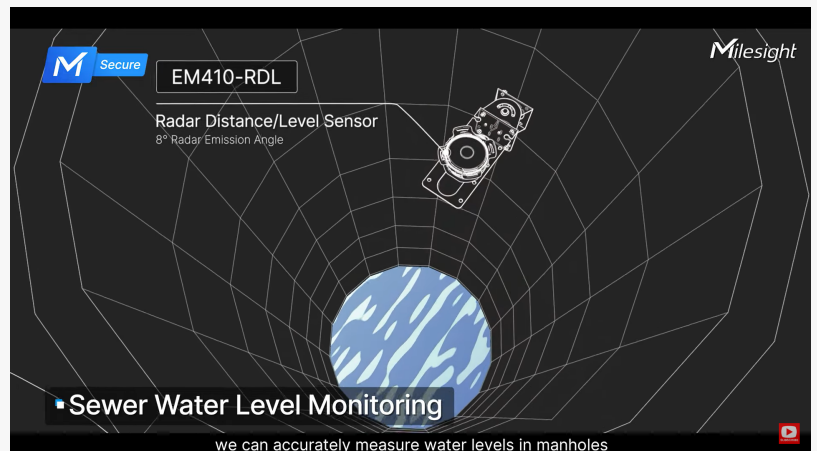 Secure
EM410-RDL
Milesight
Radar Distance/Level Sensor
8° Radar Emission Angle
Sewer Water Level Monitoring
we can accurately measure water levels in manholes